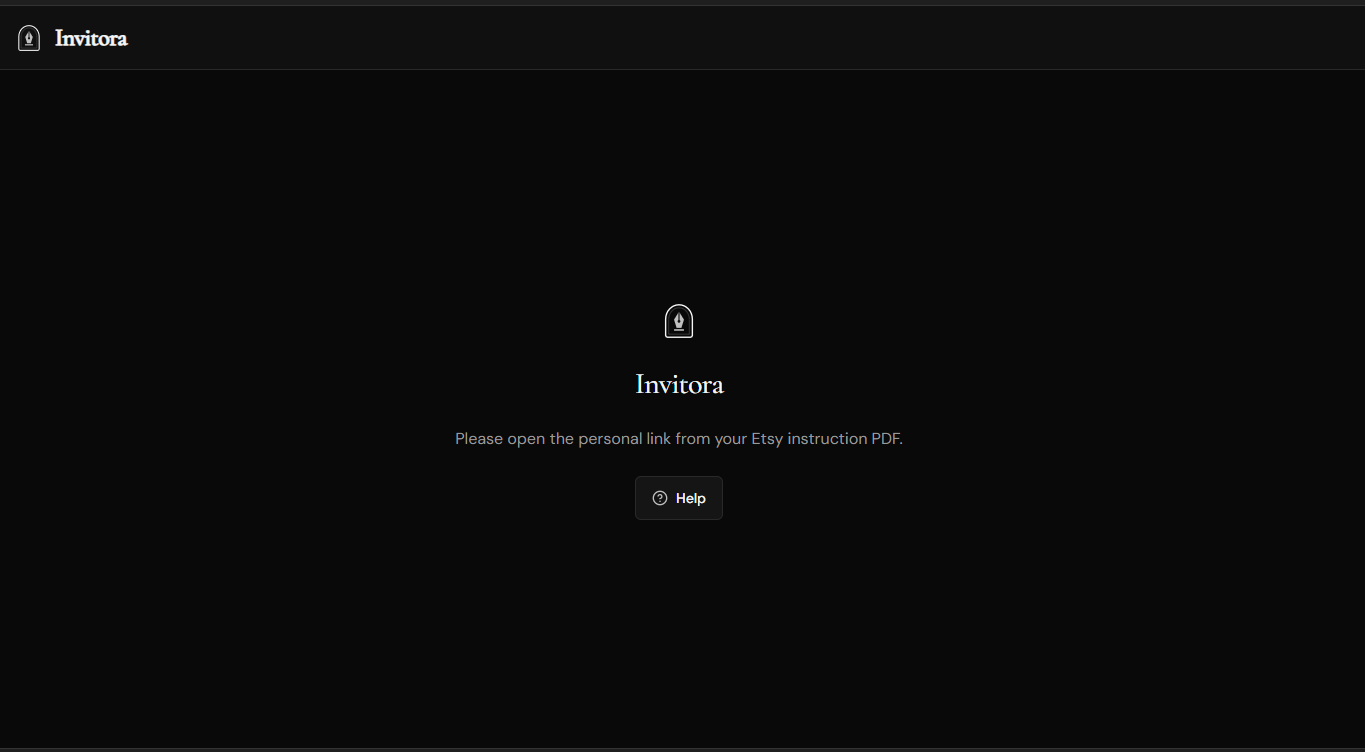 Invitora
Invitora
Please open the personal link from your Etsy instruction PDF.
Help